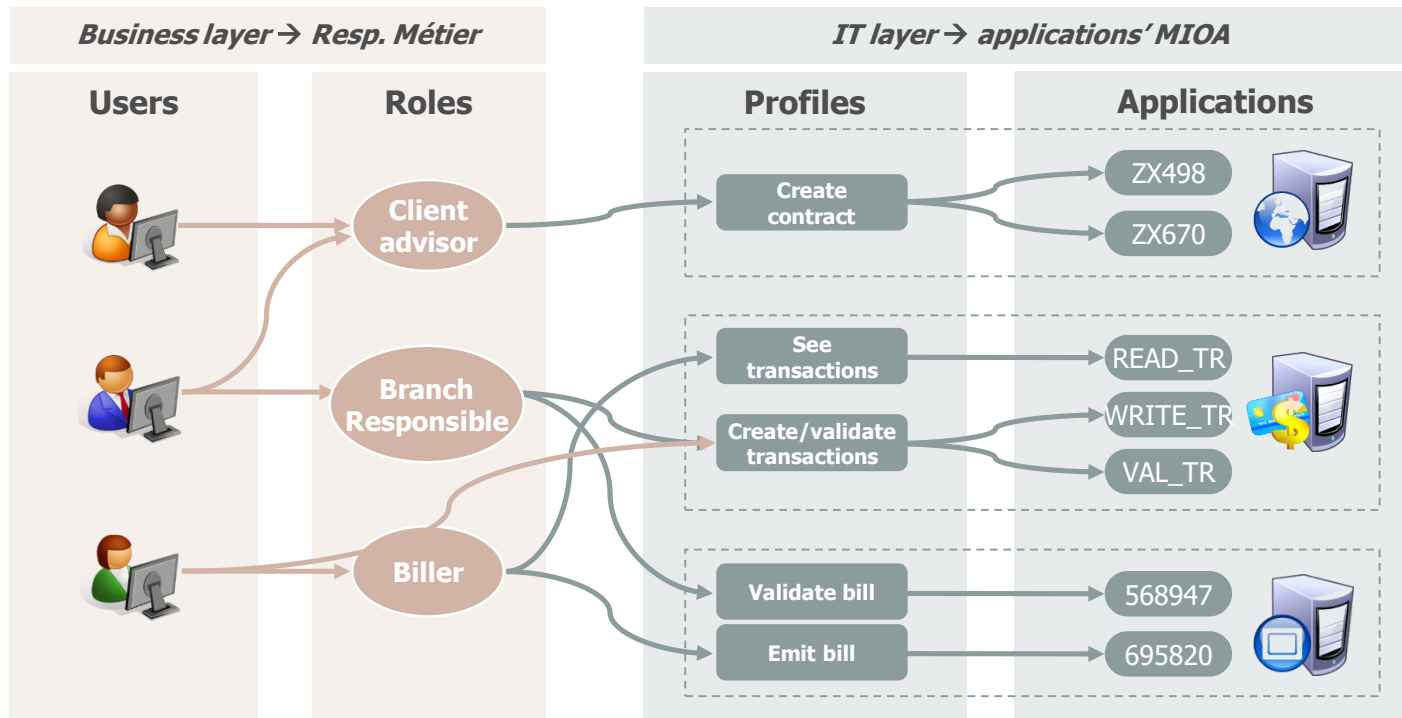 Business layer → Resp. Métier
IT layer → applications’ MIOA
Users
Roles
Profiles
Applications
Client
advisor
Create
contract
ZX498
ZX670
Branch
Responsible
See
transactions
READ_TR
Create/validate
transactions
WRITE_TR
VAL_TR
Biller
Validate bill
568947
Emit bill
695820